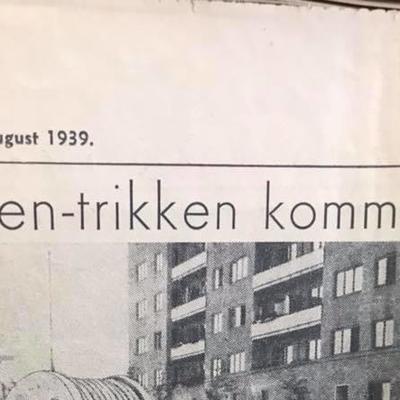 ugust 1939.
en-trikken komm